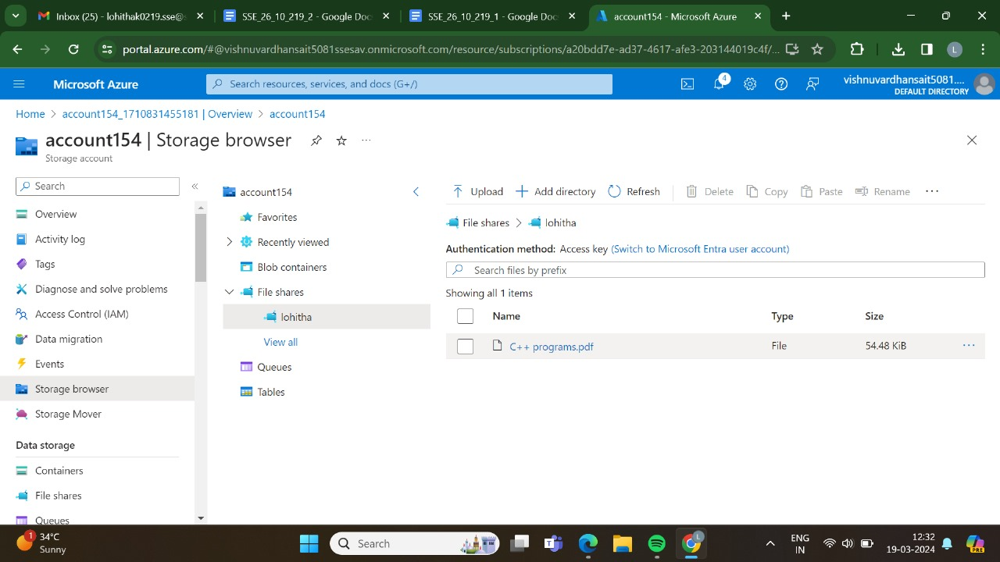 Inbox (25) - lohithak0219.sse@s
SSE_26_10_219_2 - Google Doc
SSE_26_10_219_1 - Google Doc
account154 - Microsoft Azure
portal.azure.com/#@vishnuvardhansait5081ssesav.onmicrosoft.com/resource/subscriptions/a20bdd7e-ad37-4617-afe3-203144019c4f/...
L
Microsoft Azure
Search resources, services, and docs (G+/)
4
vishnuvardhansait5081....
DEFAULT DIRECTORY
Home > account154_1710831455181 | Overview > account154
account154 | Storage browser
...
Storage account
Search
«
Overview
Activity log
Tags
Diagnose and solve problems
Access Control (IAM)
Data migration
Events
Storage browser
Storage Mover
Data storage
Containers
File shares
Queues
account154
Favorites
Recently viewed
Blob containers
File shares
lohitha
View all
Queues
Tables
Upload
Add directory
Refresh
Delete
Copy
Paste
Rename
...
File shares > lohitha
Authentication method: Access key (Switch to Microsoft Entra user account)
Search files by prefix
Showing all 1 items
Name Type Size
C++ programs.pdf File 54.48 KiB ...
1
34°C
Sunny
Search
L
ENG
IN
12:32
19-03-2024
PRE